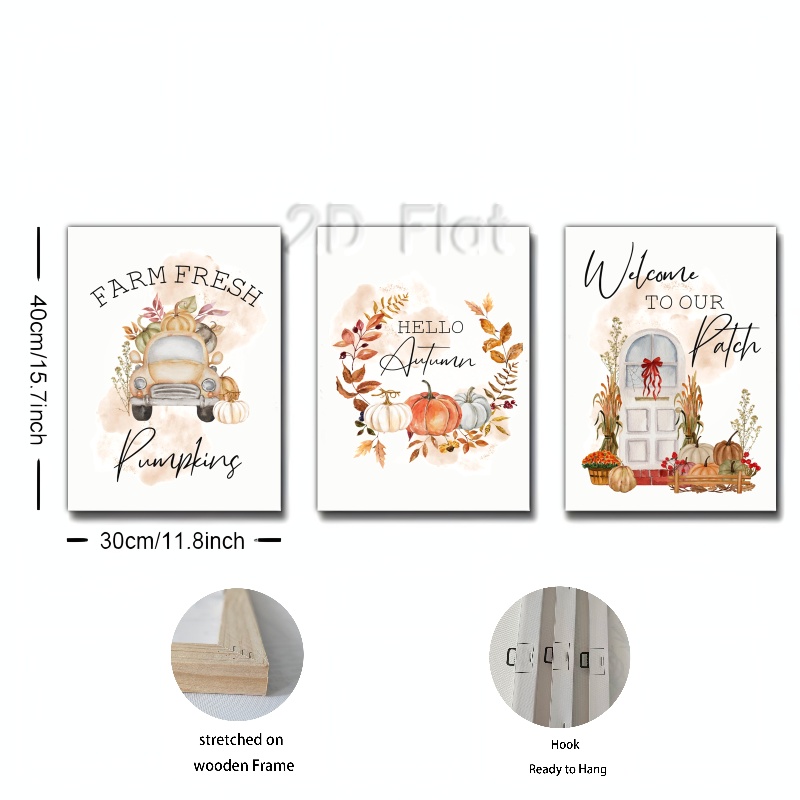 2D Flat
FARM FRESH
Pumpkins
HELLO
Autumn
Welcome
TO OUR
Patch
40cm/15.7inch
30cm/11.8inch
stretched on
wooden Frame
Hook
Ready to Hang